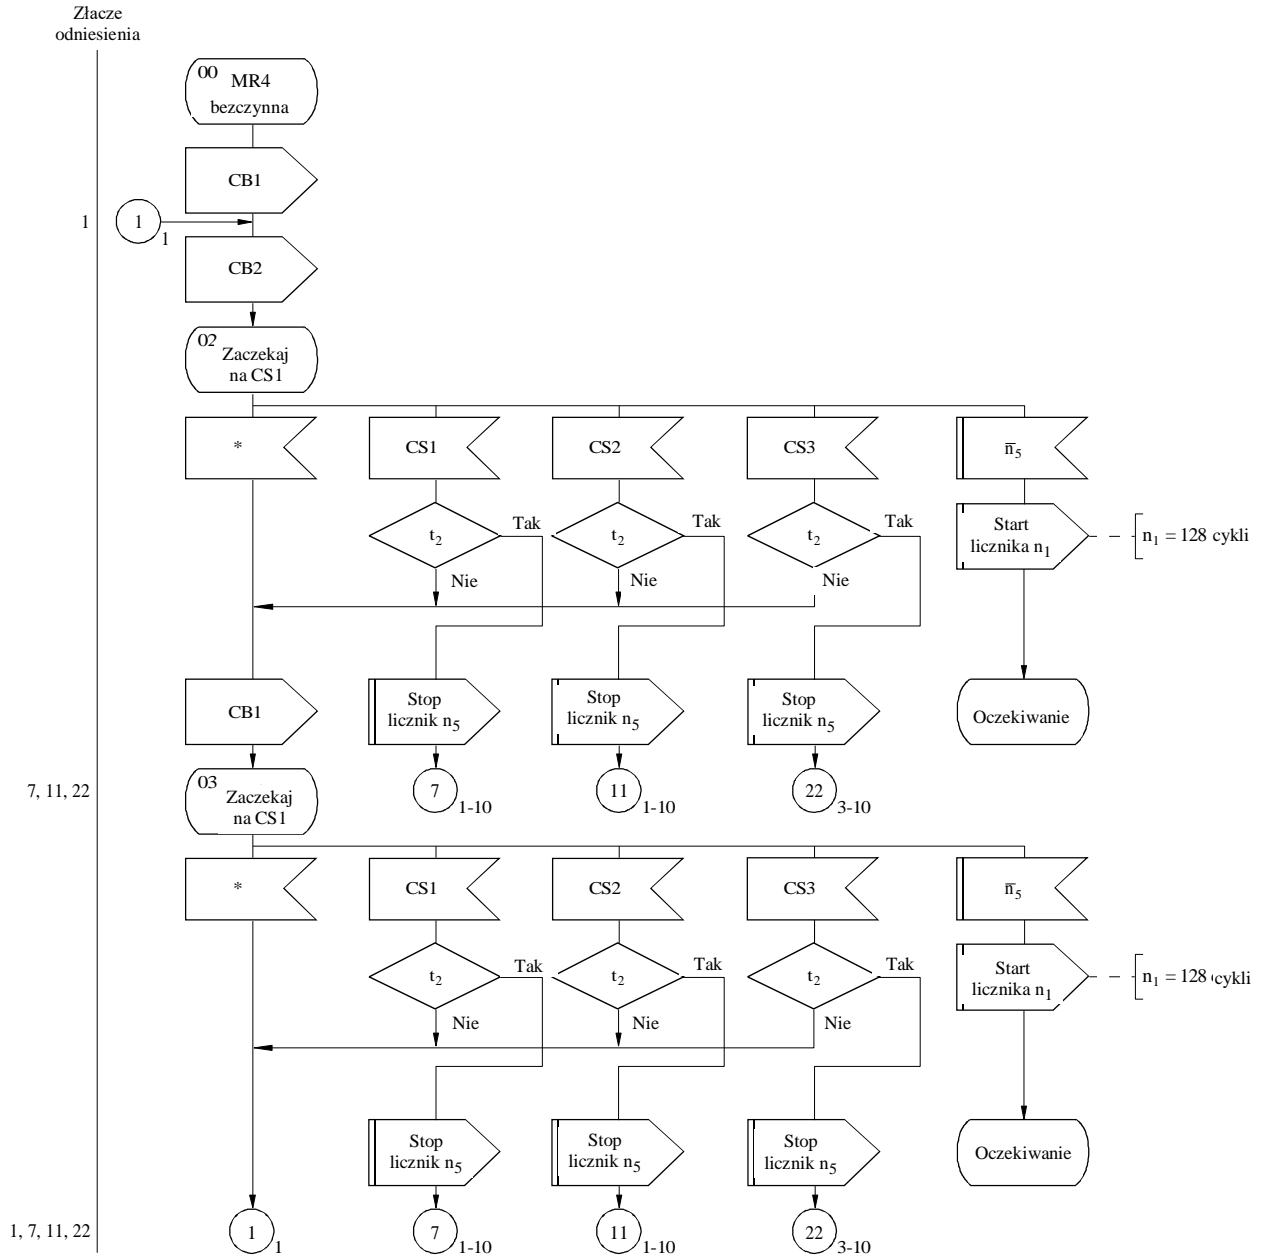 Złacze
odniesienia
00 MR4
bezczynna
CB1
1
1
1
CB2
02 Zaczekaj
na CS1
*
CS1
CS2
CS3
n̅5
t2
Tak
t2
Tak
t2
Tak
Start
licznika n1
n1 = 128 cykli
Nie
Nie
Nie
CB1
Stop
licznik n5
Stop
licznik n5
Stop
licznik n5
Oczekiwanie
7, 11, 22
03 Zaczekaj
na CS1
7
1-10
11
1-10
22
3-10
*
CS1
CS2
CS3
n̅5
t2
Tak
t2
Tak
t2
Tak
Start
licznika n1
n1 = 128 cykli
Nie
Nie
Nie
Stop
licznik n5
Stop
licznik n5
Stop
licznik n5
Oczekiwanie
1, 7, 11, 22
1
1
7
1-10
11
1-10
22
3-10